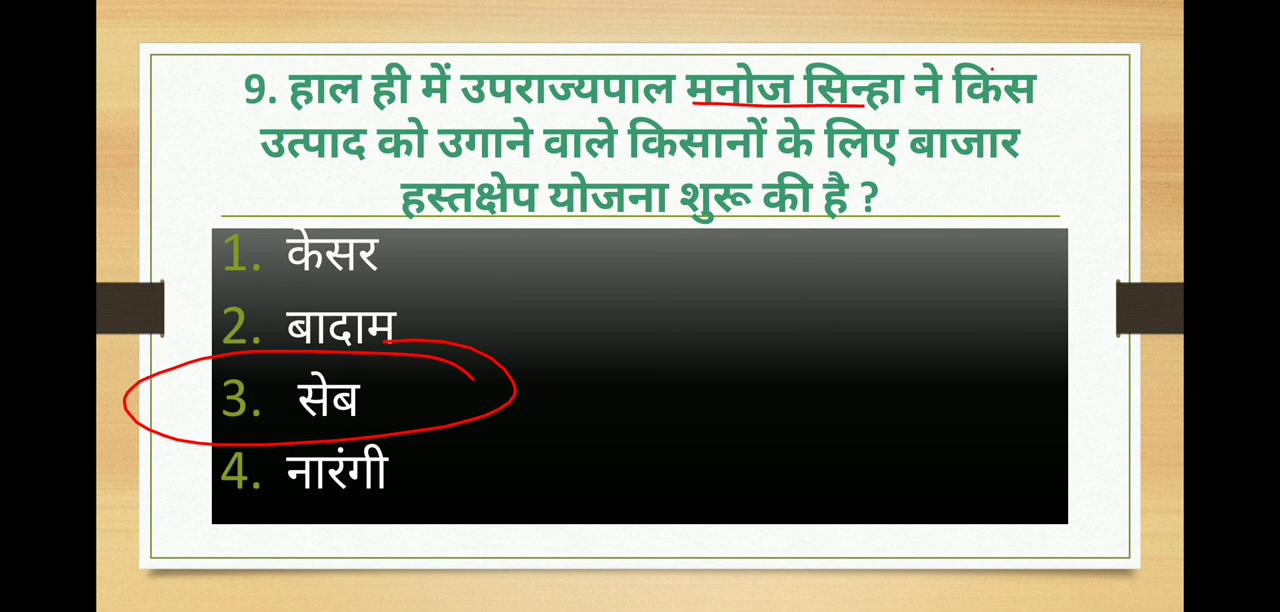 9. हाल ही में उपराज्यपाल मनोज सिन्हा ने किस
उत्पाद को उगाने वाले किसानों के लिए बाजार
हस्तक्षेप योजना शुरू की है ?
1. केसर
2. बादाम
3. सेब
4. नारंगी